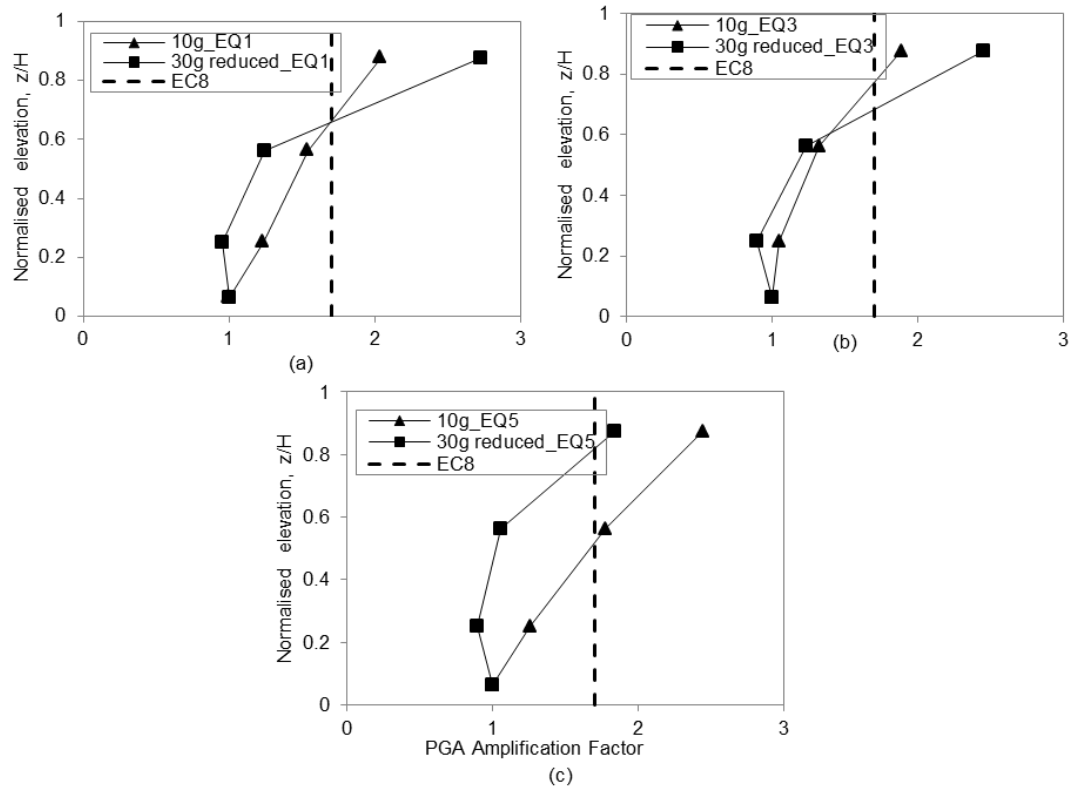 10g_EQ1
30g reduced_EQ1
EC8
Normalised elevation, z/H
1
0.8
0.6
0.4
0.2
0
0 1 2 3
(a)
10g_EQ3
30g reduced_EQ3
EC8
Normalised elevation, z/H
1
0.8
0.6
0.4
0.2
0
0 1 2 3
(b)
10g_EQ5
30g reduced_EQ5
EC8
Normalised elevation, z/H
1
0.8
0.6
0.4
0.2
0
0 1 2 3
PGA Amplification Factor
(c)